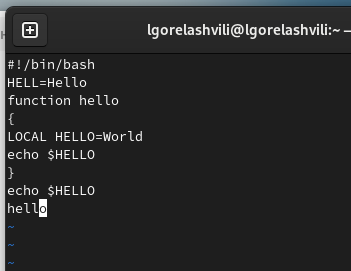 lgorelashvili@lgorelashvili:~ —
#!/bin/bash
HELL=Hello
function hello
{
LOCAL HELLO=World
echo $HELLO
}
echo $HELLO
hello
~
~
~